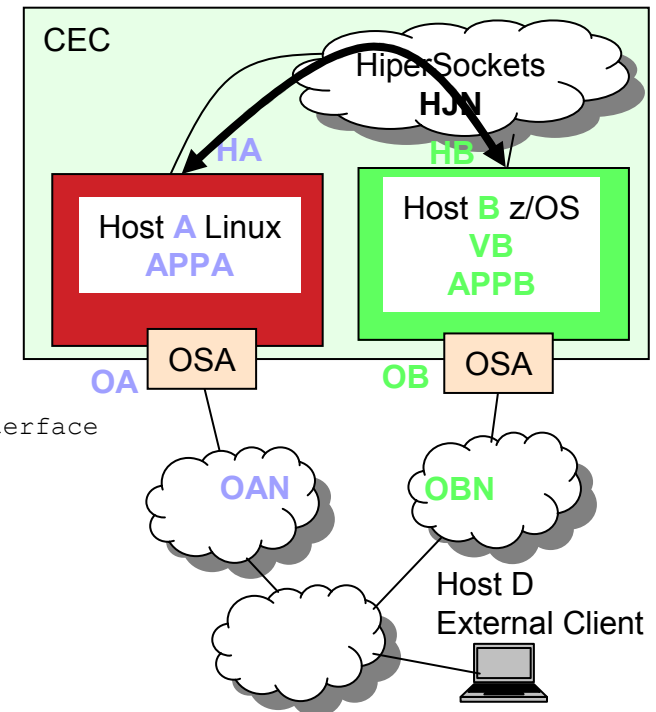 CEC
HiperSockets
HJN
HA
HB
Host A Linux
APPA
Host B z/OS
VB
APPB
OSA
OSA
OA
OB
erface
OAN
OBN
Host D
External Client